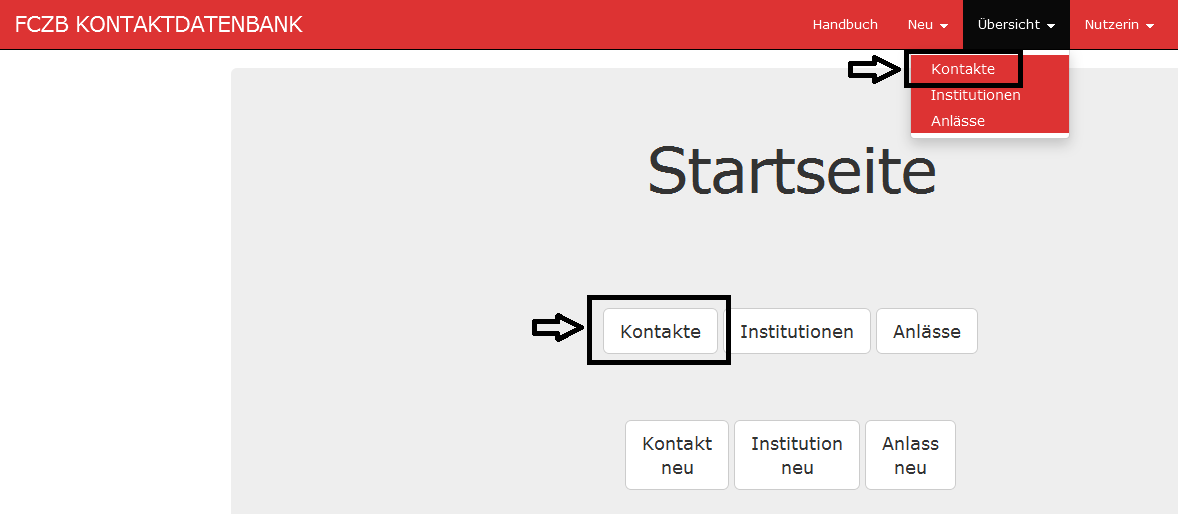 FCZB KONTAKTDATENBANK
Handbuch Neu Übersicht Nutzerin
Kontakte
Institutionen
Anlässe
Startseite
Kontakte Institutionen Anlässe
Kontakt neu
Institution neu
Anlass neu